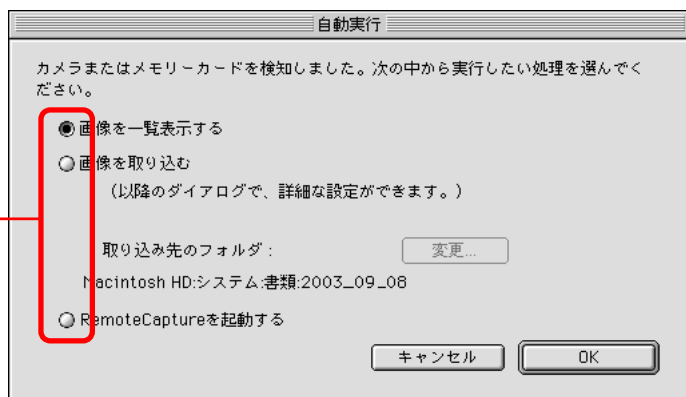 自動実行
カメラまたはメモリーカードを検知しました。次の中から実行したい処理を選んでく
ださい。
画像を一覧表示する
画像を取り込む
(以降のダイアログで、詳細な設定ができます。)
取り込み先のフォルダ： 変更...
Macintosh HD:システム:書類:2003_09_08
RemoteCaptureを起動する
キャンセル OK